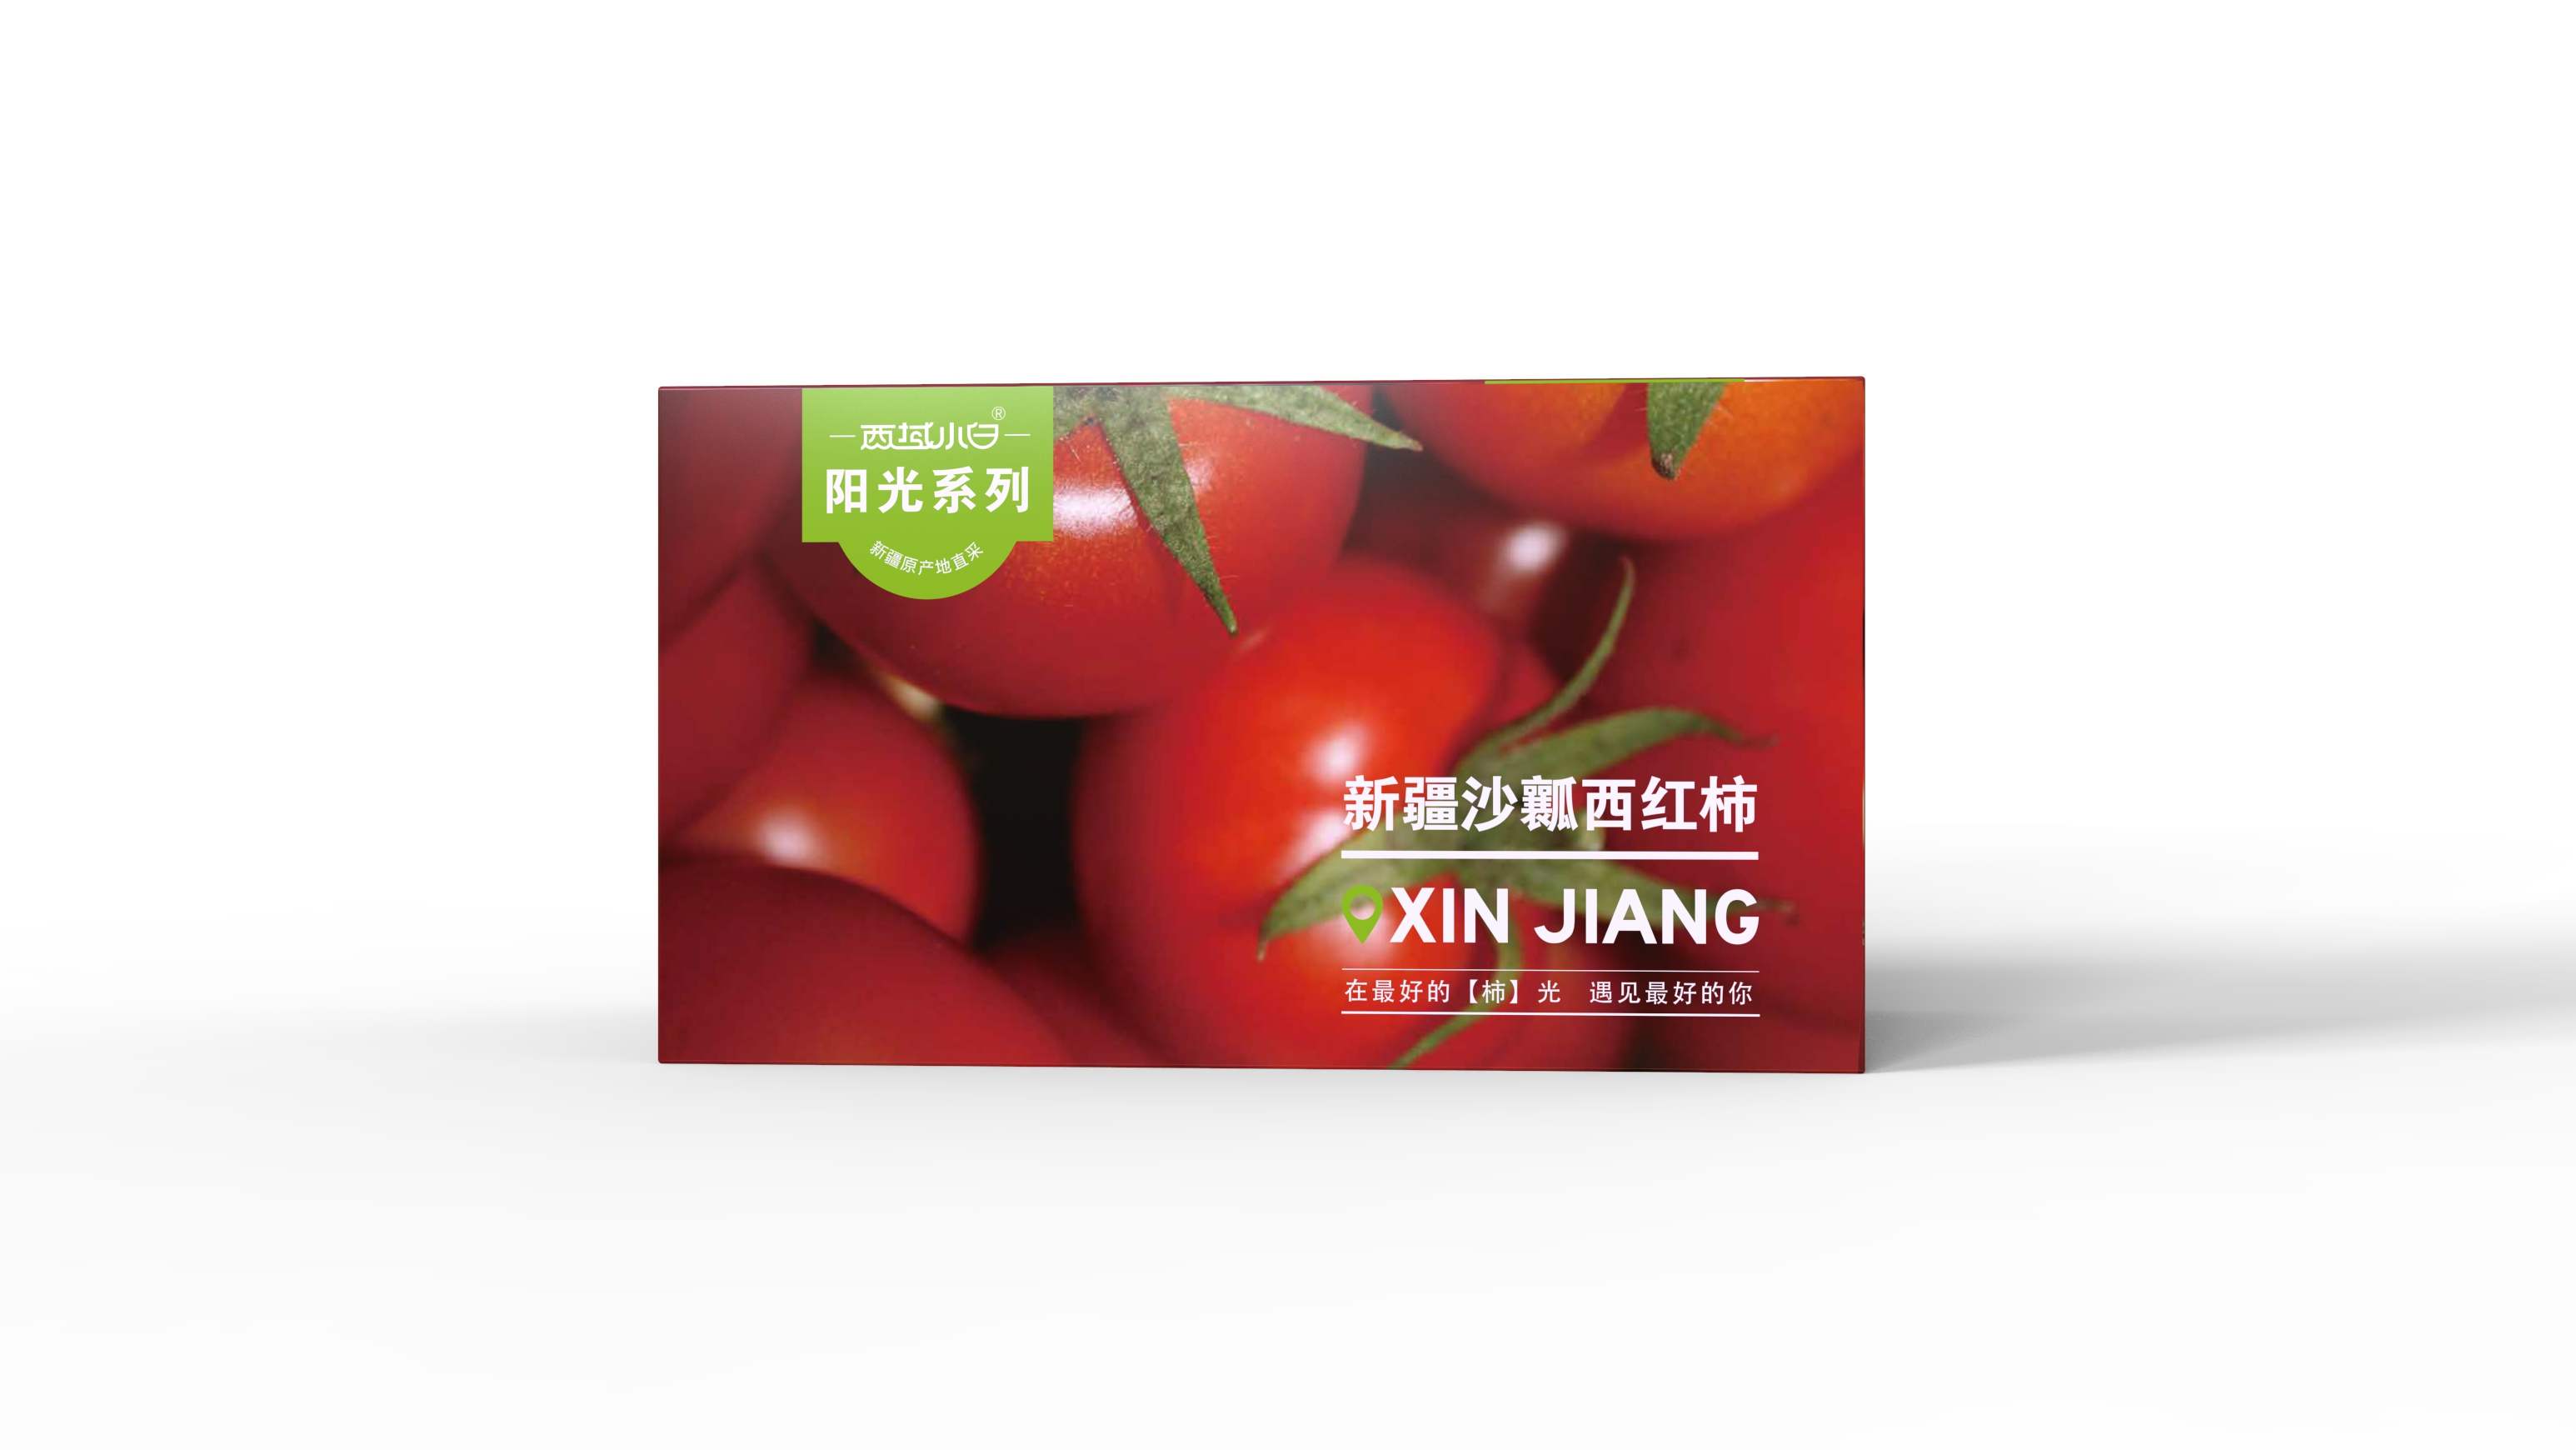 西域小白®
阳光系列
新疆原产地直采
新疆沙瓤西红柿
XIN JIANG
在最好的【柿】光 遇见最好的你